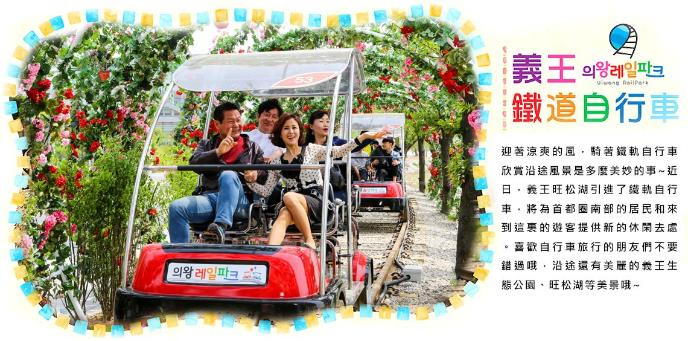 義王 의왕레일파크
Uiwang RailPark
鐵道自行車
迎著涼爽的風，騎著鐵軌自行車
欣賞沿途風景是多麼美妙的事~近
日，義王旺松湖引進了鐵軌自行
車，將為首都圈南部的居民和來
到這裏的遊客提供新的休閑去處
。喜歡自行車旅行的朋友們不要
錯過哦，沿途還有美麗的義王生
態公園、旺松湖等美景哦~
53
의왕 레일파크